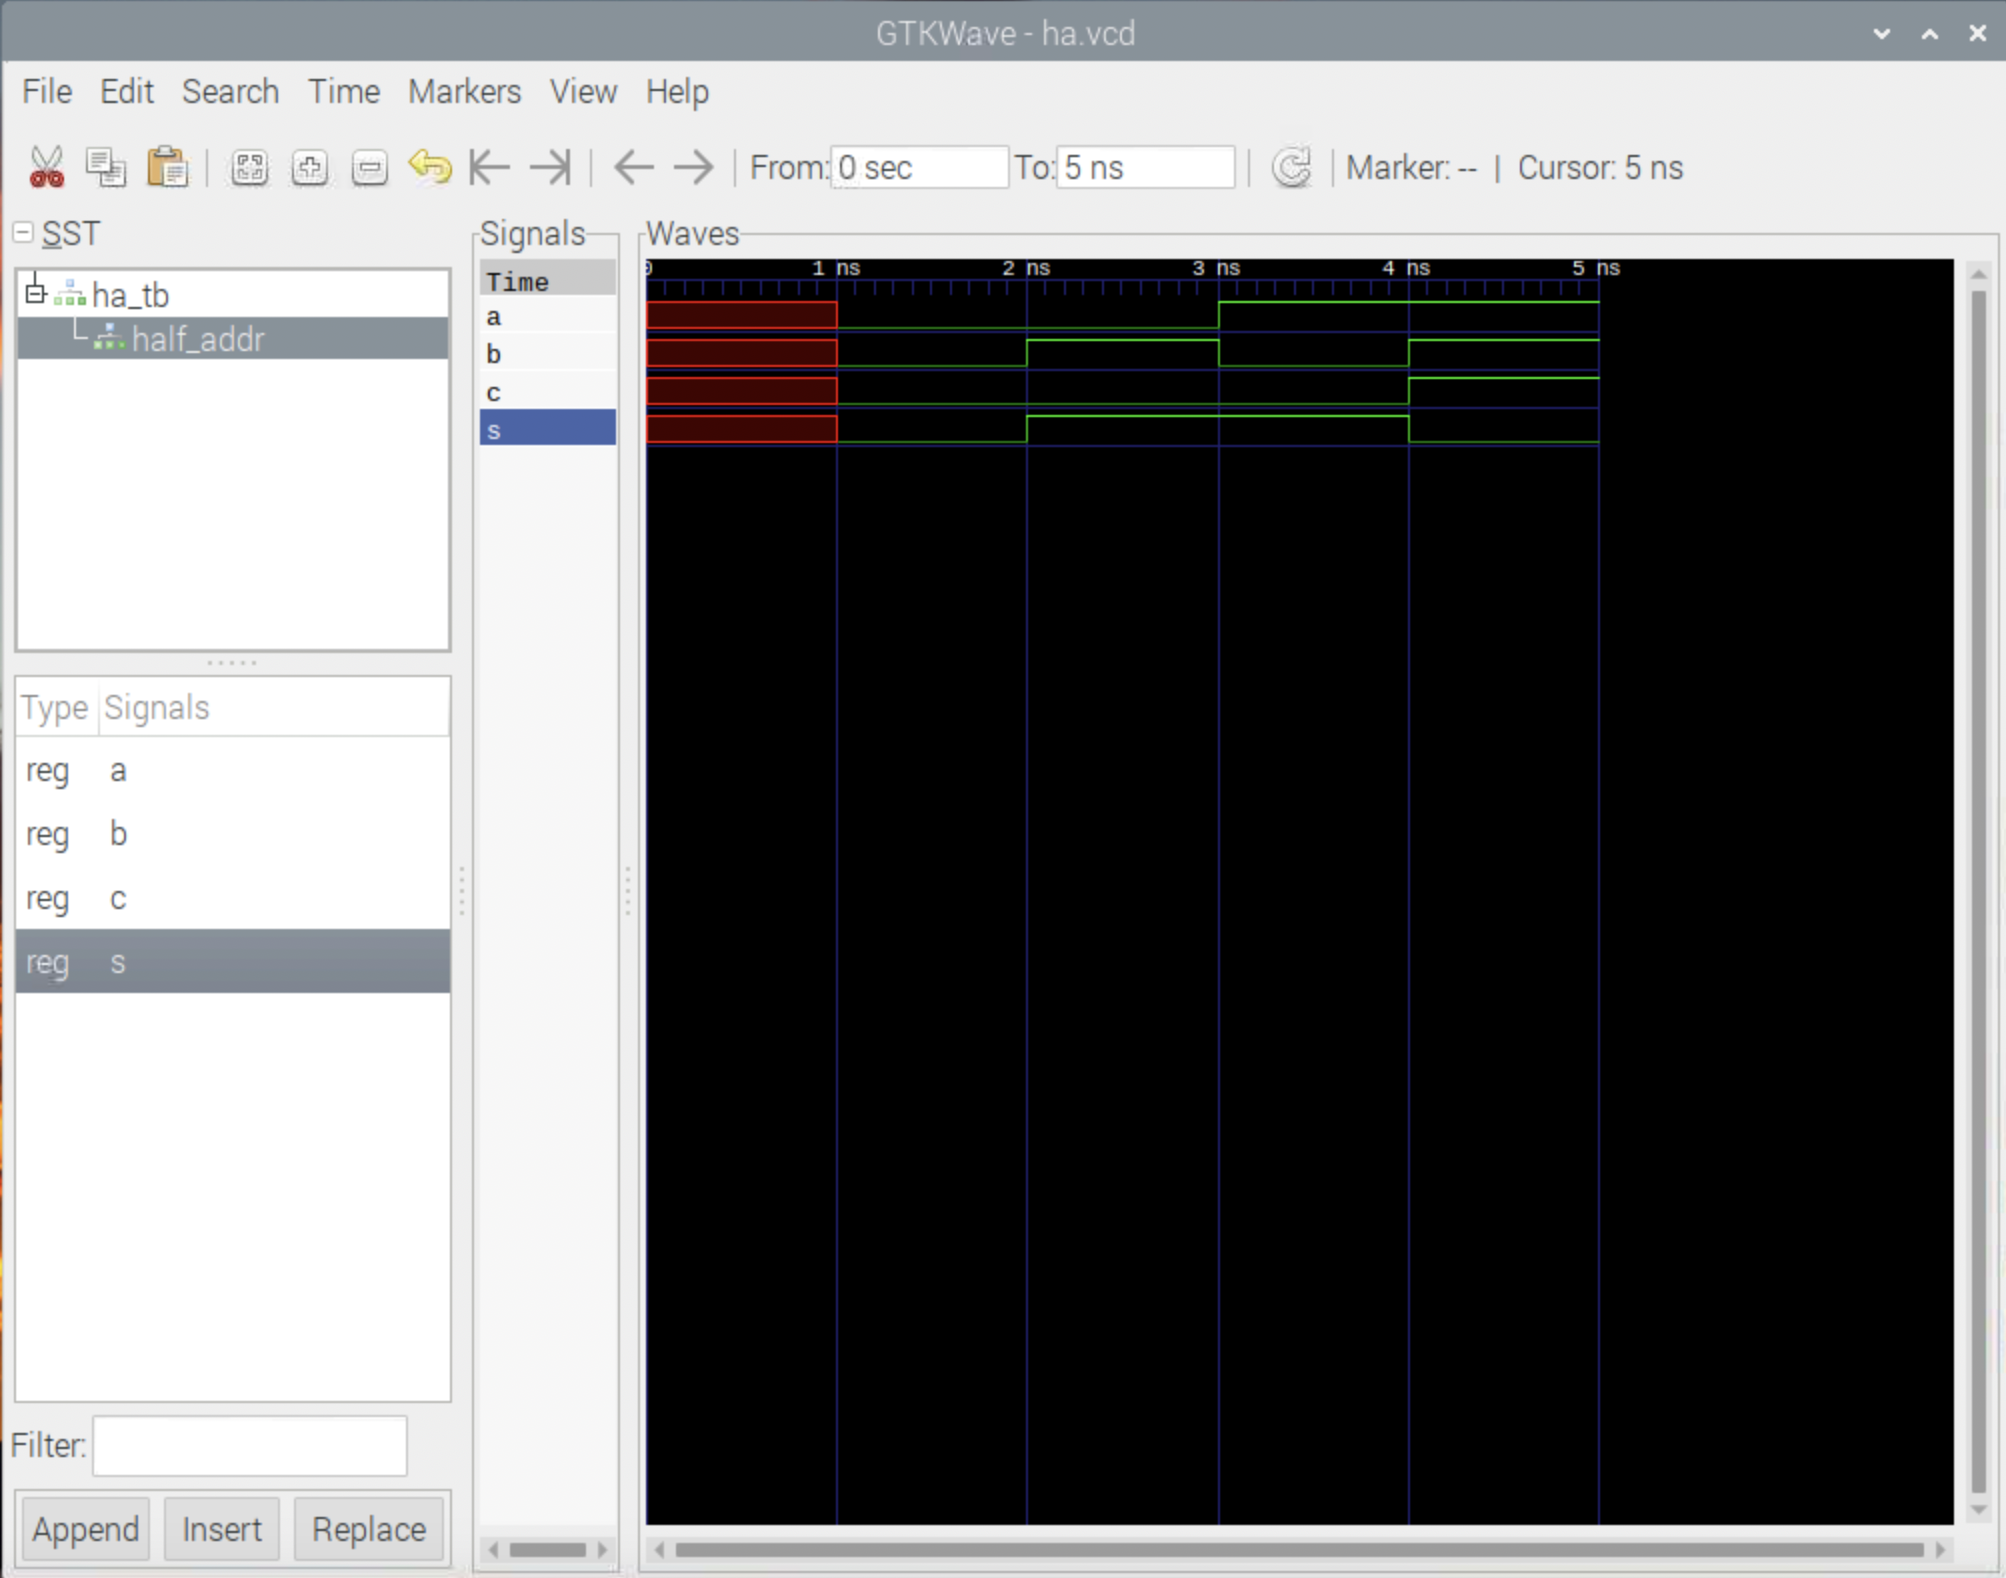 GTKWave - ha.vcd
File Edit Search Time Markers View Help
From: 0 sec To: 5 ns Marker: -- | Cursor: 5 ns
SST
ha_tb
half_addr
Type Signals
reg a
reg b
reg c
reg s
Filter:
Append Insert Replace
Signals
Time
a
b
c
s
Waves
0 1 ns 2 ns 3 ns 4 ns 5 ns